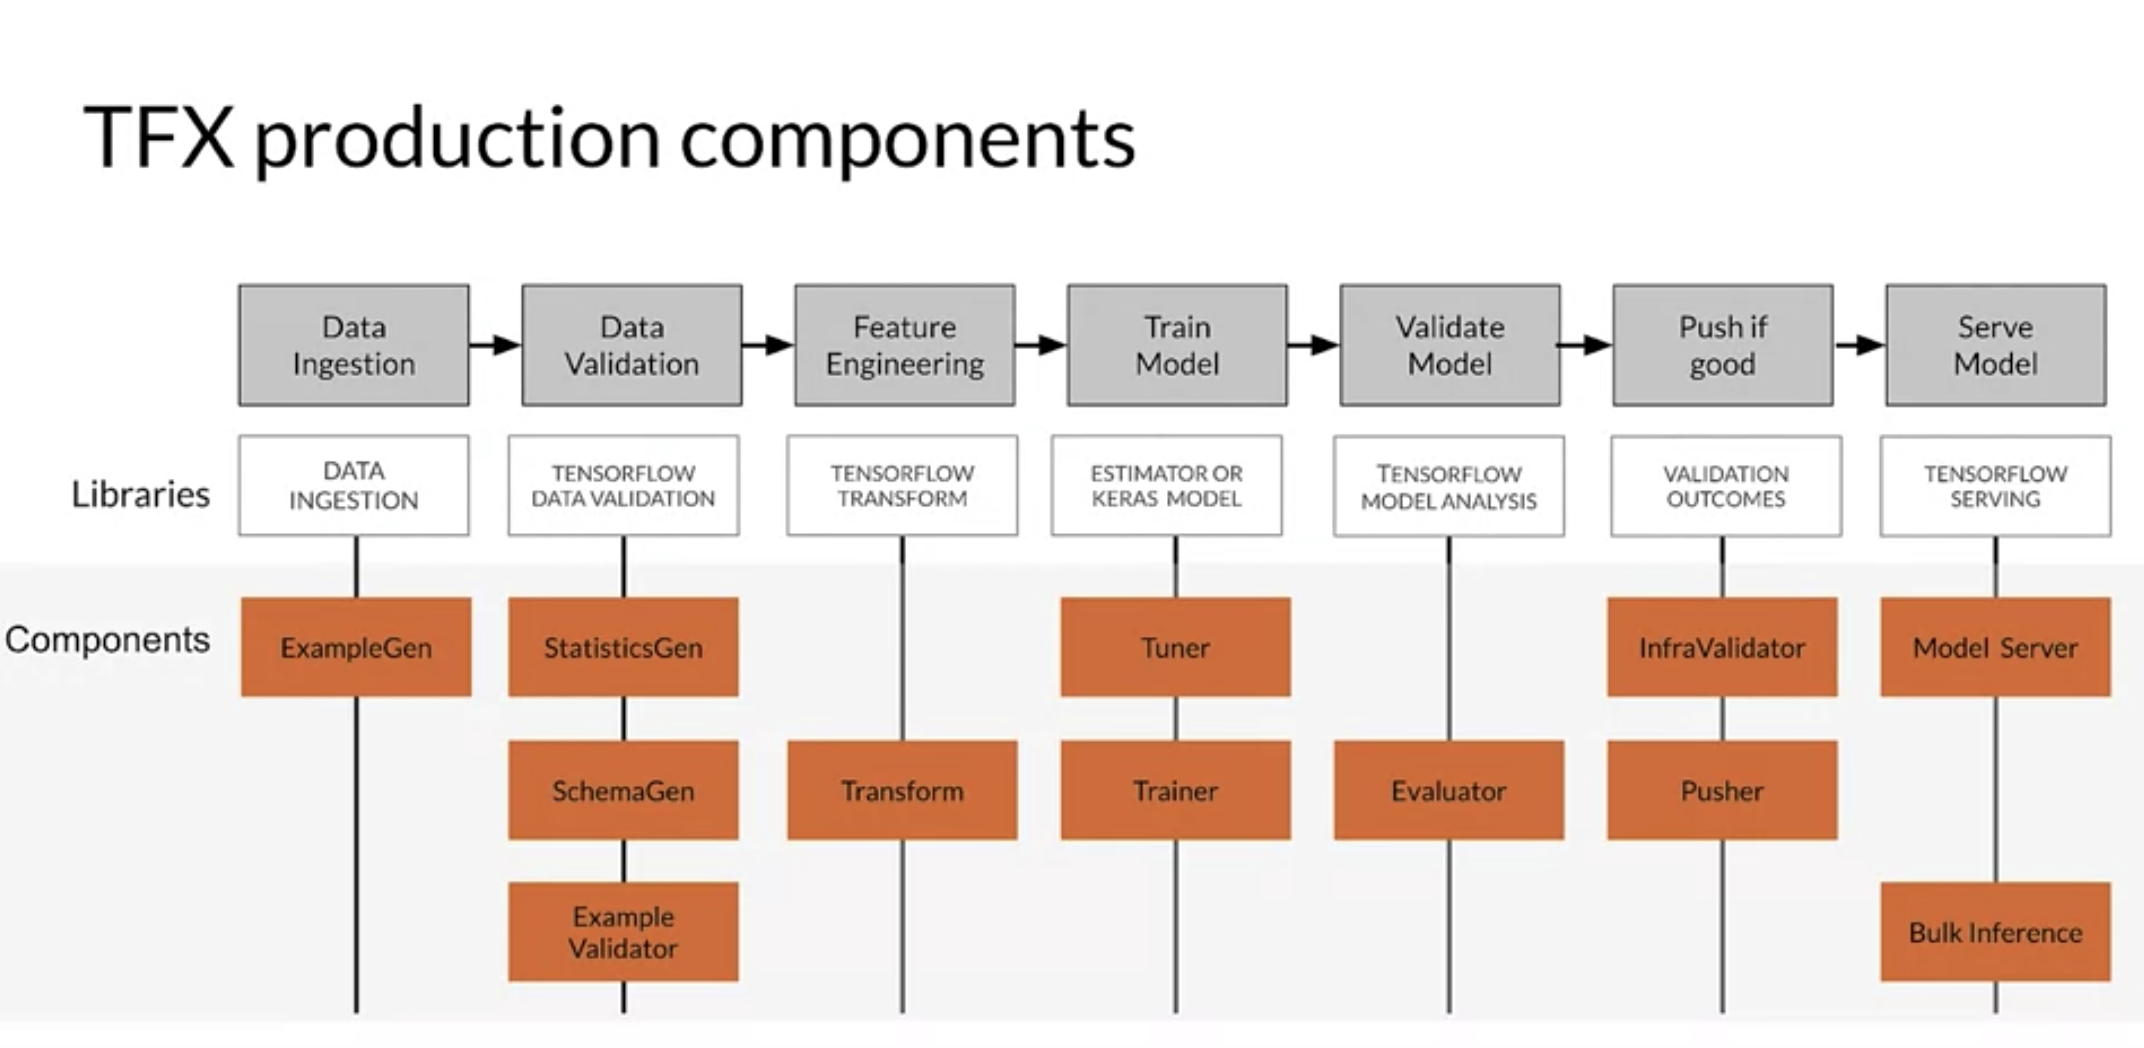 TFX production components
Data
Ingestion
Data
Validation
Feature
Engineering
Train
Model
Validate
Model
Push if
good
Serve
Model
Libraries
DATA
INGESTION
TENSORFLOW
DATA VALIDATION
TENSORFLOW
TRANSFORM
ESTIMATOR OR
KERAS MODEL
TENSORFLOW
MODEL ANALYSIS
VALIDATION
OUTCOMES
TENSORFLOW
SERVING
Components
ExampleGen
StatisticsGen
Tuner
InfraValidator
Model Server
SchemaGen
Transform
Trainer
Evaluator
Pusher
Example
Validator
Bulk Inference